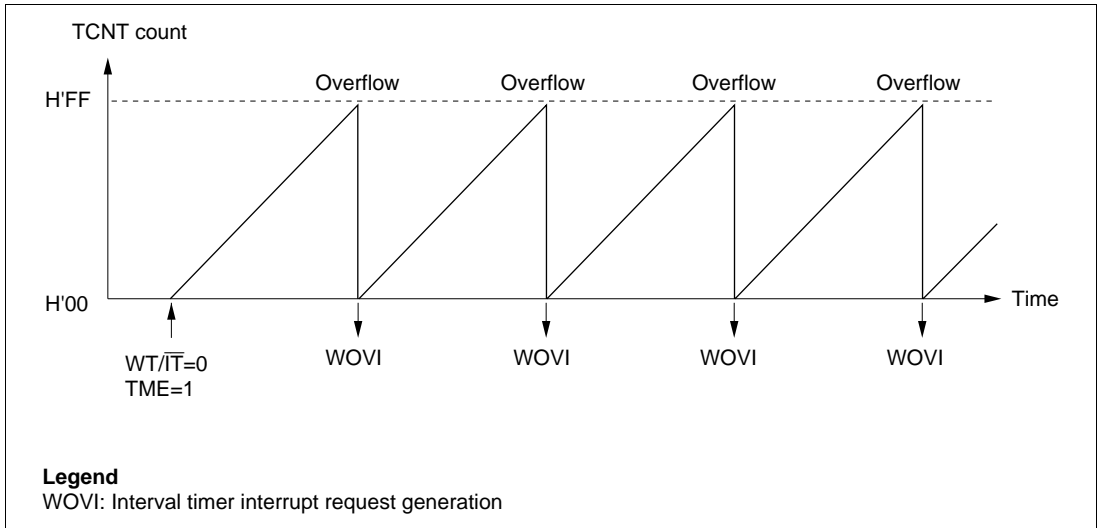 TCNT count
Overflow Overflow Overflow Overflow
H'FF
H'00
Time
WT/I̅T̅=0
TME=1
WOVI WOVI WOVI WOVI
Legend
WOVI: Interval timer interrupt request generation